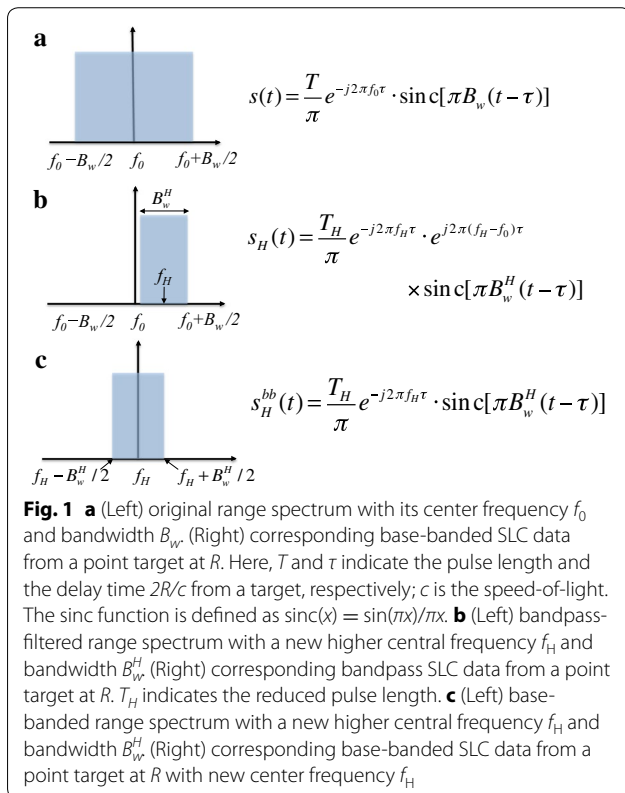 a
s(t) = T/π e^{-j2πf_0τ} · sin c[πB_w(t − τ)]
f_0−B_w/2 f_0 f_0+B_w/2
b
B_w^H
s_H(t) = T_H/π e^{-j2πf_Hτ} · e^{j2π(f_H−f_0)τ}
f_H
× sin c[πB_w^H(t − τ)]
f_0−B_w/2 f_0 f_0+B_w/2
c
s_H^{bb}(t) = T_H/π e^{-j2πf_Hτ} · sin c[πB_w^H(t − τ)]
f_H − B_w^H / 2 f_H f_H + B_w^H / 2
Fig. 1 a (Left) original range spectrum with its center frequency f_0
and bandwidth B_w. (Right) corresponding base-banded SLC data
from a point target at R. Here, T and τ indicate the pulse length and
the delay time 2R/c from a target, respectively; c is the speed-of-light.
The sinc function is defined as sinc(x) = sin(πx)/πx. b (Left) bandpass-
filtered range spectrum with a new higher central frequency f_H and
bandwidth B_w^H. (Right) corresponding bandpass SLC data from a point
target at R. T_H indicates the reduced pulse length. c (Left) base-
banded range spectrum with a new higher central frequency f_H and
bandwidth B_w^H. (Right) corresponding base-banded SLC data from a
point target at R with new center frequency f_H